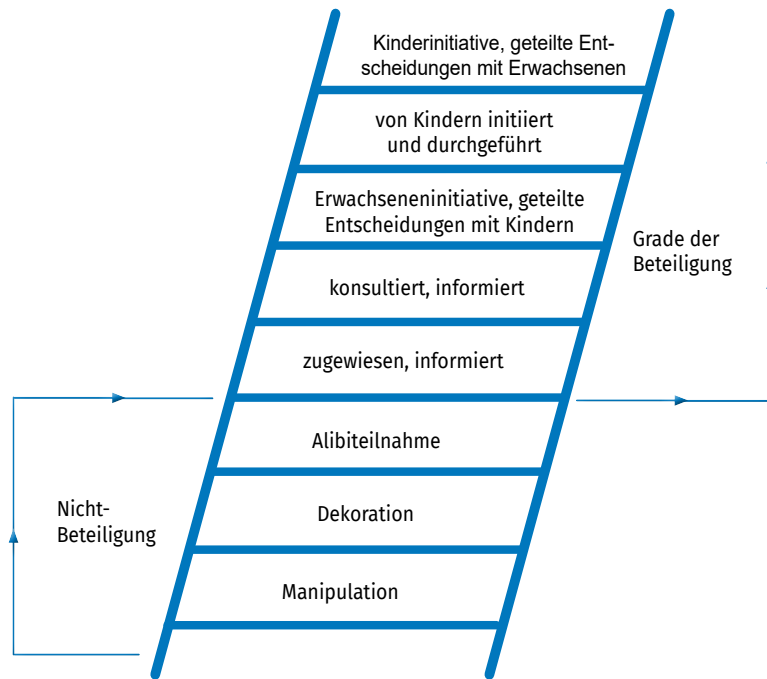 Kinderinitiative, geteilte Ent-
scheidungen mit Erwachsenen
von Kindern initiiert
und durchgeführt
Erwachseneninitiative, geteilte
Entscheidungen mit Kindern
Grade der
Beteiligung
konsultiert, informiert
zugewiesen, informiert
Alibiteilnahme
Nicht-
Beteiligung
Dekoration
Manipulation